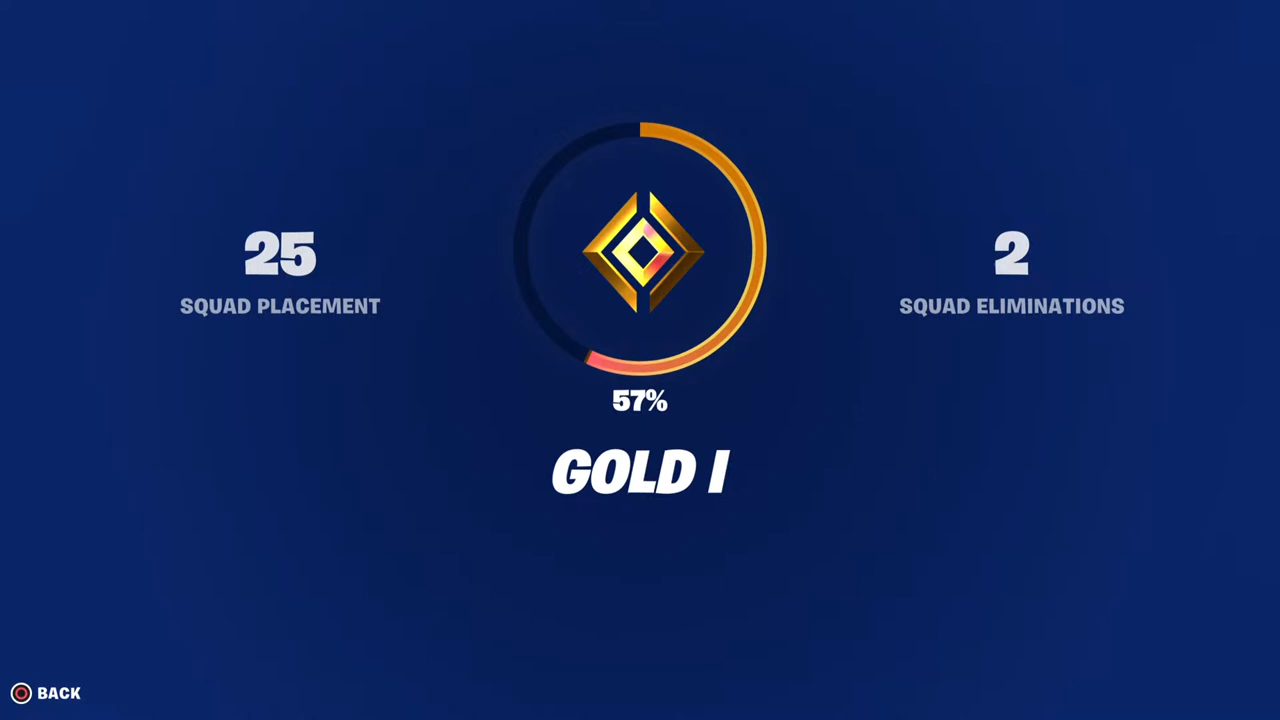 25
SQUAD PLACEMENT
57%
GOLD I
2
SQUAD ELIMINATIONS
BACK